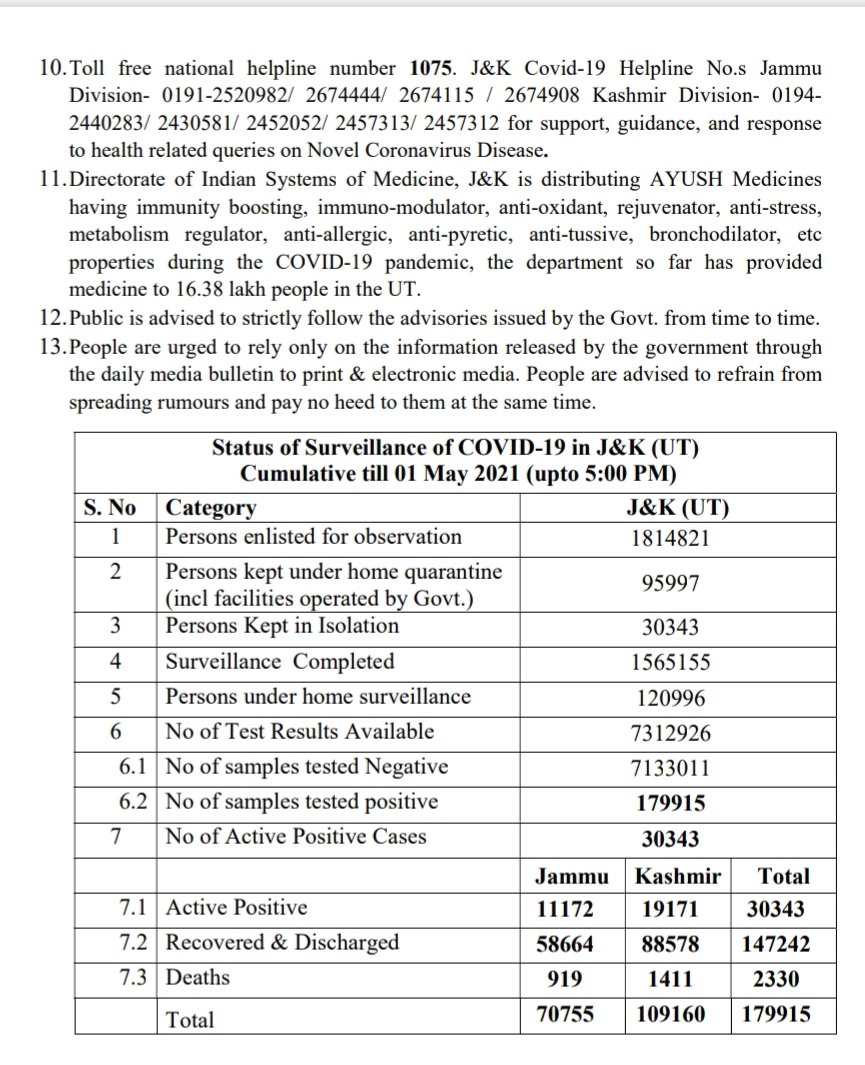 10.Toll free national helpline number 1075. J&K Covid-19 Helpline No.s Jammu
Division- 0191-2520982/ 2674444/ 2674115 / 2674908 Kashmir Division- 0194-
2440283/ 2430581/ 2452052/ 2457313/ 2457312 for support, guidance, and response
to health related queries on Novel Coronavirus Disease.
11.Directorate of Indian Systems of Medicine, J&K is distributing AYUSH Medicines
having immunity boosting, immuno-modulator, anti-oxidant, rejuvenator, anti-stress,
metabolism regulator, anti-allergic, anti-pyretic, anti-tussive, bronchodilator, etc
properties during the COVID-19 pandemic, the department so far has provided
medicine to 16.38 lakh people in the UT.
12.Public is advised to strictly follow the advisories issued by the Govt. from time to time.
13.People are urged to rely only on the information released by the government through
the daily media bulletin to print & electronic media. People are advised to refrain from
spreading rumours and pay no heed to them at the same time.
Status of Surveillance of COVID-19 in J&K (UT)
Cumulative till 01 May 2021 (upto 5:00 PM)
S. No Category J&K (UT)
1 Persons enlisted for observation 1814821
2 Persons kept under home quarantine
(incl facilities operated by Govt.) 95997
3 Persons Kept in Isolation 30343
4 Surveillance Completed 1565155
5 Persons under home surveillance 120996
6 No of Test Results Available 7312926
6.1 No of samples tested Negative 7133011
6.2 No of samples tested positive 179915
7 No of Active Positive Cases 30343
Jammu Kashmir Total
7.1 Active Positive 11172 19171 30343
7.2 Recovered & Discharged 58664 88578 147242
7.3 Deaths 919 1411 2330
Total 70755 109160 179915